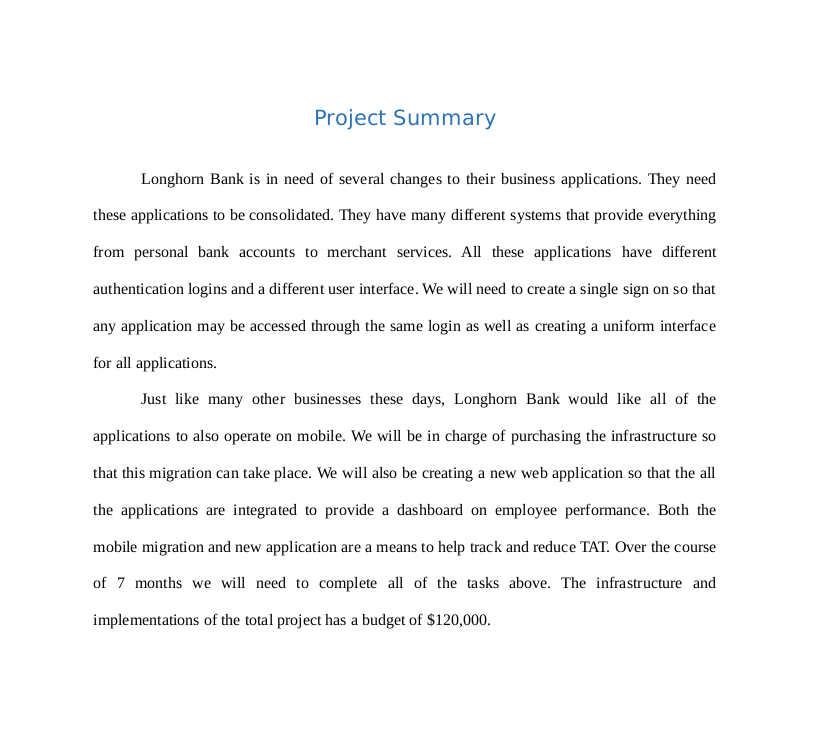 Project Summary
Longhorn Bank is in need of several changes to their business applications. They need
these applications to be consolidated. They have many different systems that provide everything
from personal bank accounts to merchant services. All these applications have different
authentication logins and a different user interface. We will need to create a single sign on so that
any application may be accessed through the same login as well as creating a uniform interface
for all applications.
Just like many other businesses these days, Longhorn Bank would like all of the
applications to also operate on mobile. We will be in charge of purchasing the infrastructure so
that this migration can take place. We will also be creating a new web application so that the all
the applications are integrated to provide a dashboard on employee performance. Both the
mobile migration and new application are a means to help track and reduce TAT. Over the course
of 7 months we will need to complete all of the tasks above. The infrastructure and
implementations of the total project has a budget of $120,000.